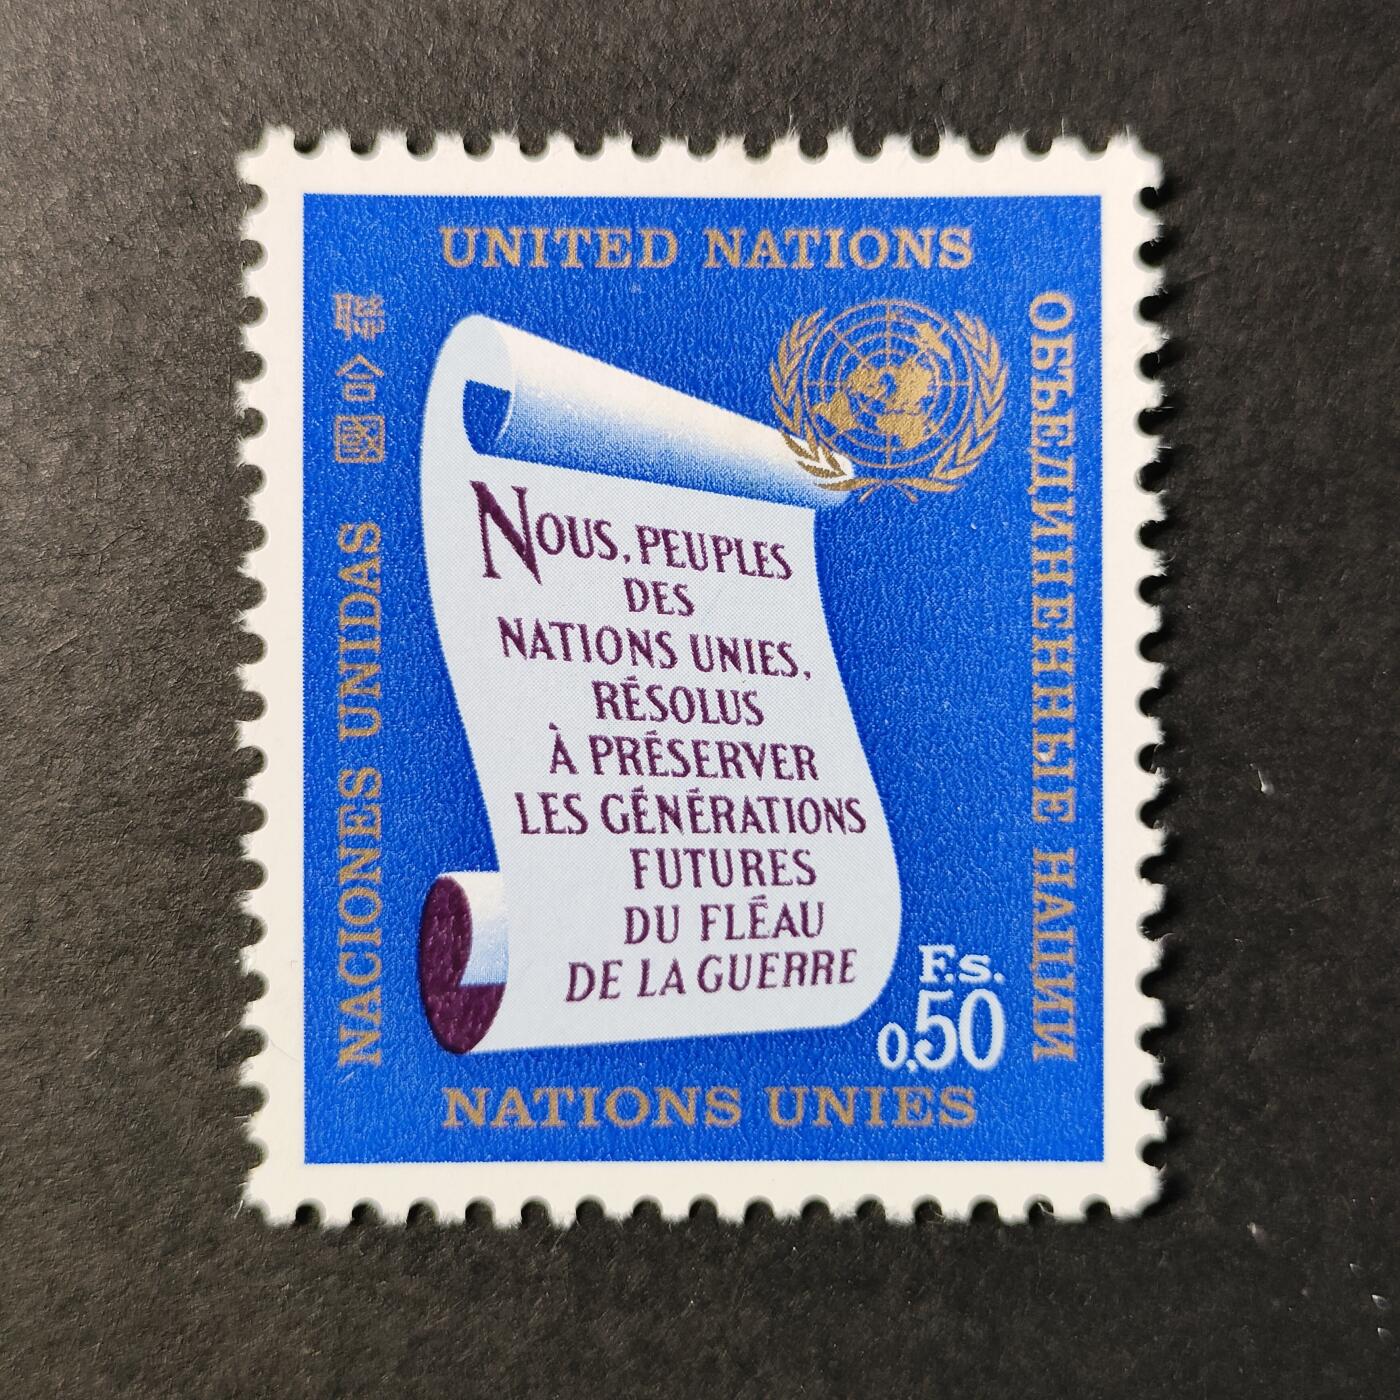 UNITED NATIONS
聯合國
NACIONES UNIDAS
ОБЪЕДИНЕННЫЕ НАЦИИ
NOUS, PEUPLES
DES
NATIONS UNIES,
RÉSOLUS
À PRÉSERVER
LES GÉNÉRATIONS
FUTURES
DU FLÉAU
DE LA GUERRE
F.s.
0,50
NATIONS UNIES